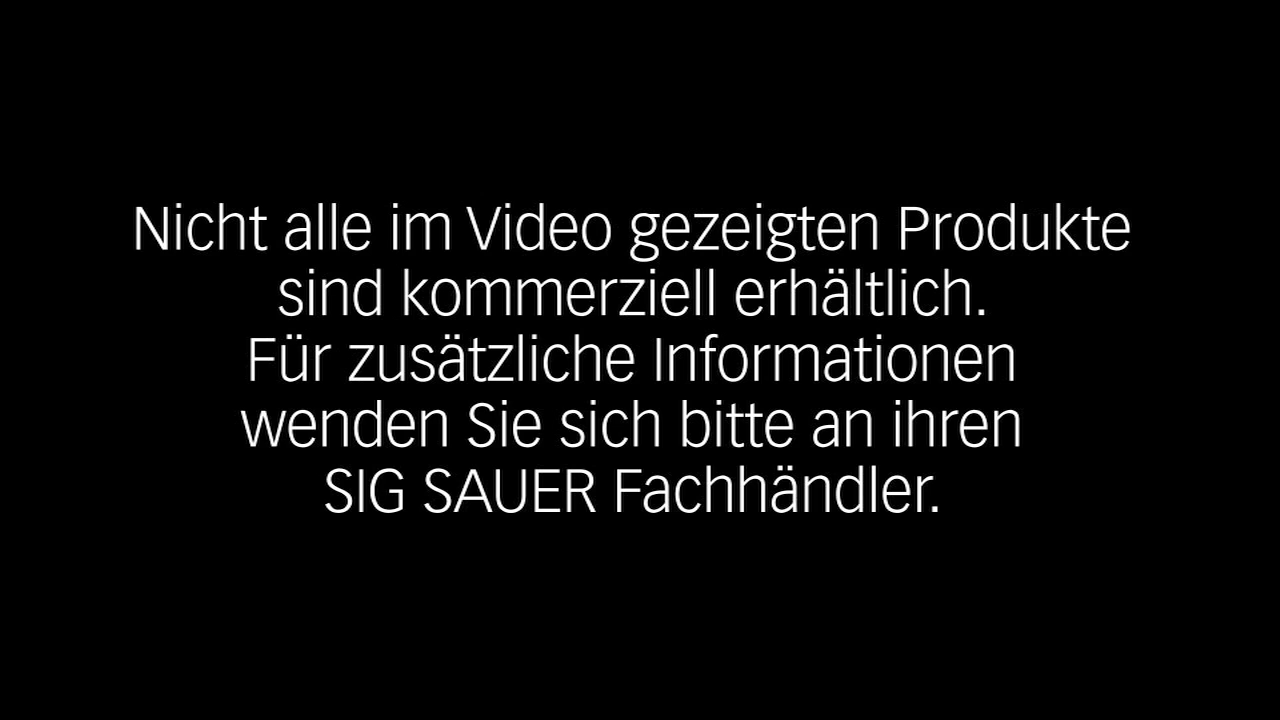 Nicht alle im Video gezeigten Produkte
sind kommerziell erhältlich.
Für zusätzliche Informationen
wenden Sie sich bitte an ihren
SIG SAUER Fachhändler.